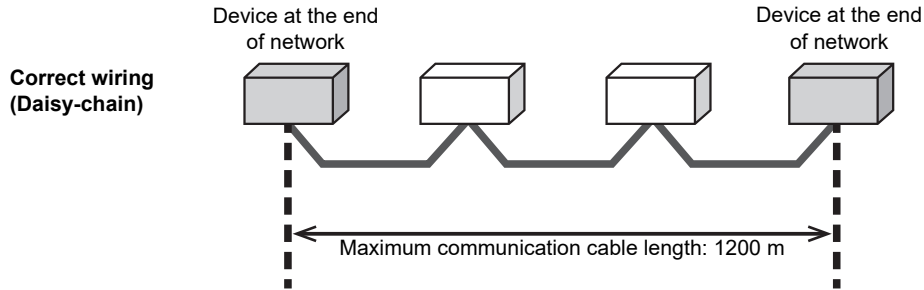 Device at the end
of network
Device at the end
of network
Correct wiring
(Daisy-chain)
Maximum communication cable length: 1200 m